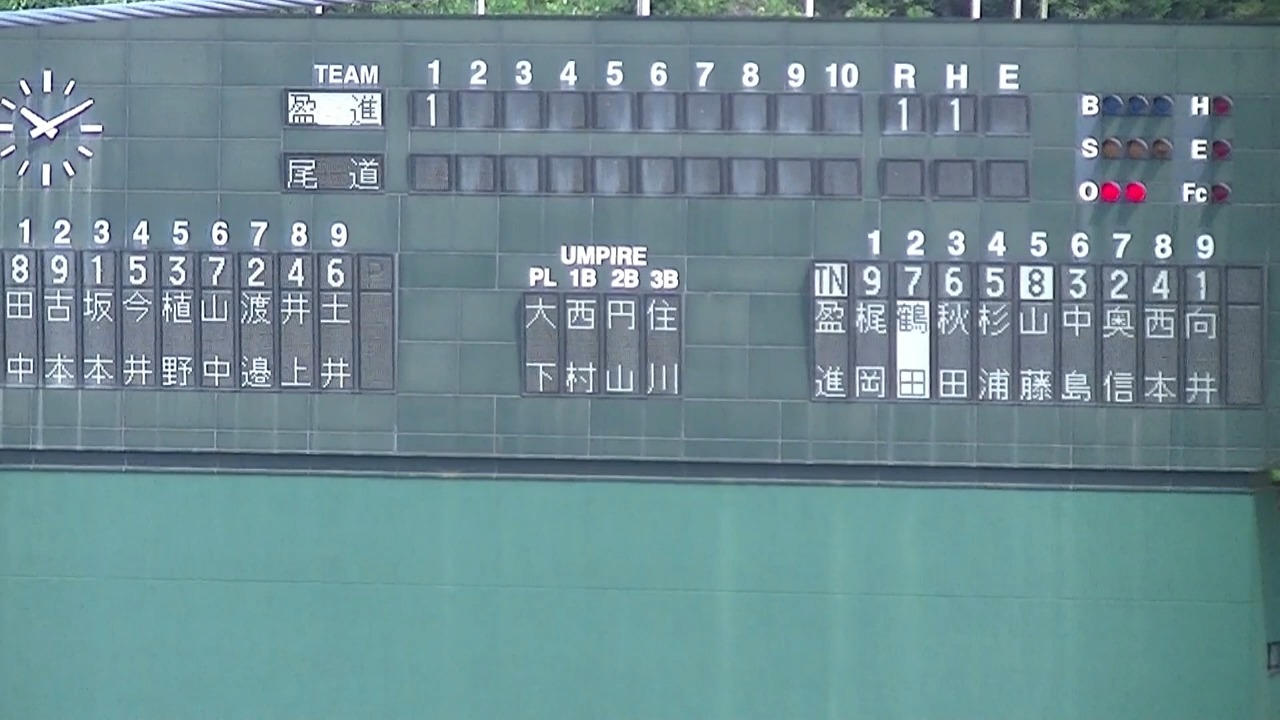 TEAM 1 2 3 4 5 6 7 8 9 10 R H E
盈進 1 1 1
尾道
B H
S E
O Fc
1 2 3 4 5 6 7 8 9
8 9 1 5 3 7 2 4 6 P
田中 古本 坂本 今井 植野 山中 渡邉 井上 土井
UMPIRE
PL 1B 2B 3B
大下 西村 円山 住川
1 2 3 4 5 6 7 8 9
IN 9 7 6 5 8 3 2 4 1
盈進 梶岡 鶴田 秋田 杉浦 山藤 中島 奥信 西本 向井